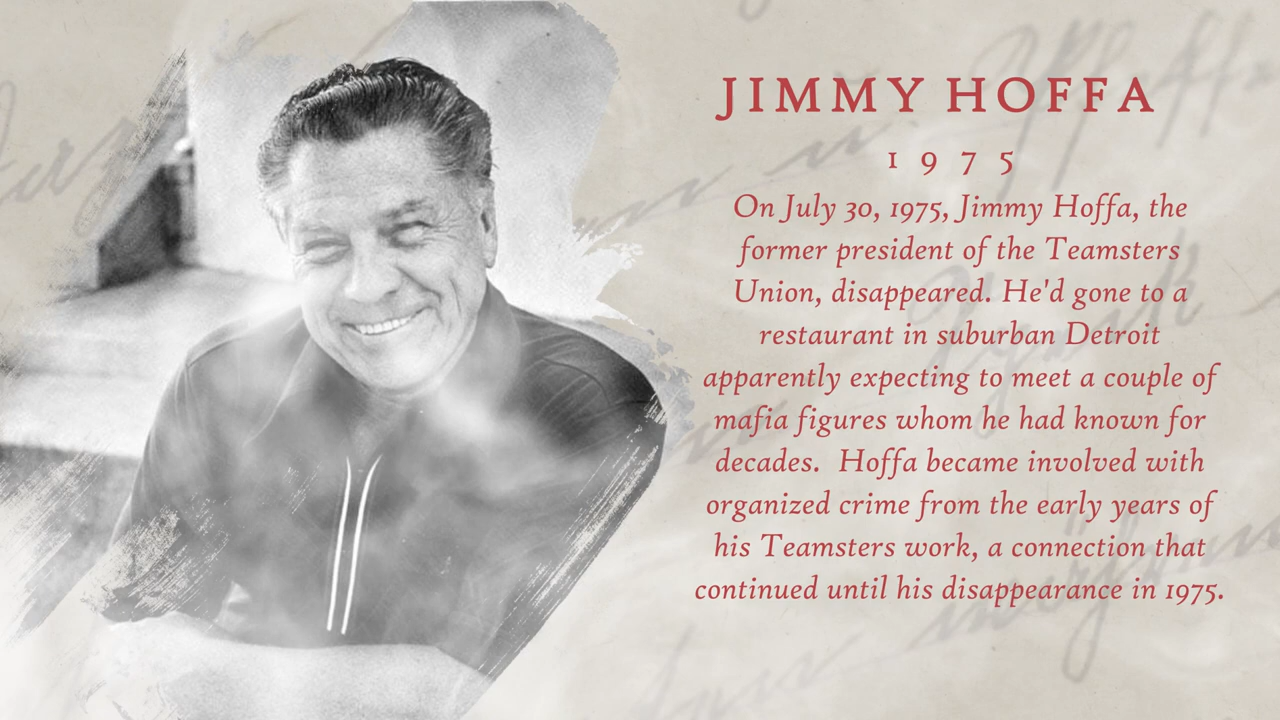 JIMMY HOFFA
1975
On July 30, 1975, Jimmy Hoffa, the
former president of the Teamsters
Union, disappeared. He'd gone to a
restaurant in suburban Detroit
apparently expecting to meet a couple of
mafia figures whom he had known for
decades.  Hoffa became involved with
organized crime from the early years of
his Teamsters work, a connection that
continued until his disappearance in 1975.